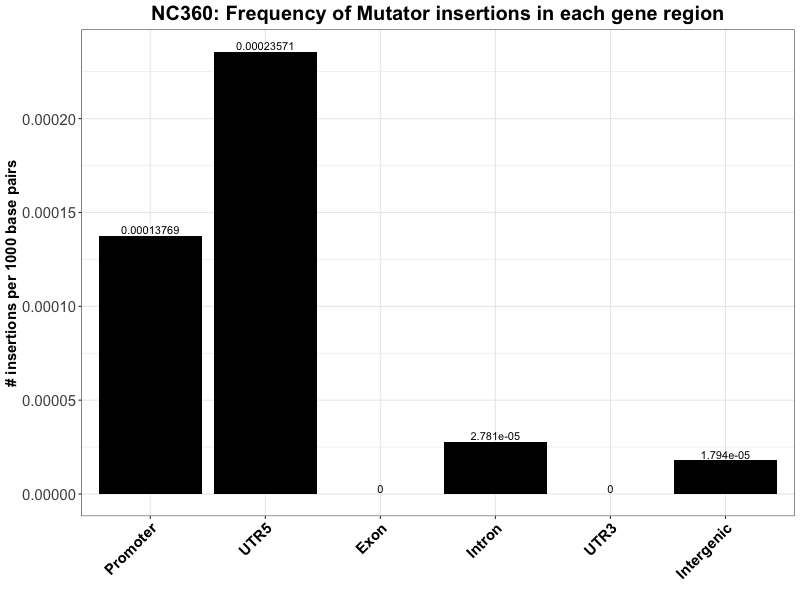 NC360: Frequency of Mutator insertions in each gene region
# insertions per 1000 base pairs
0.00020
0.00015
0.00010
0.00005
0.00000
0.00013769
0.00023571
0
2.781e-05
0
1.794e-05
Promoter
UTR5
Exon
Intron
UTR3
Intergenic